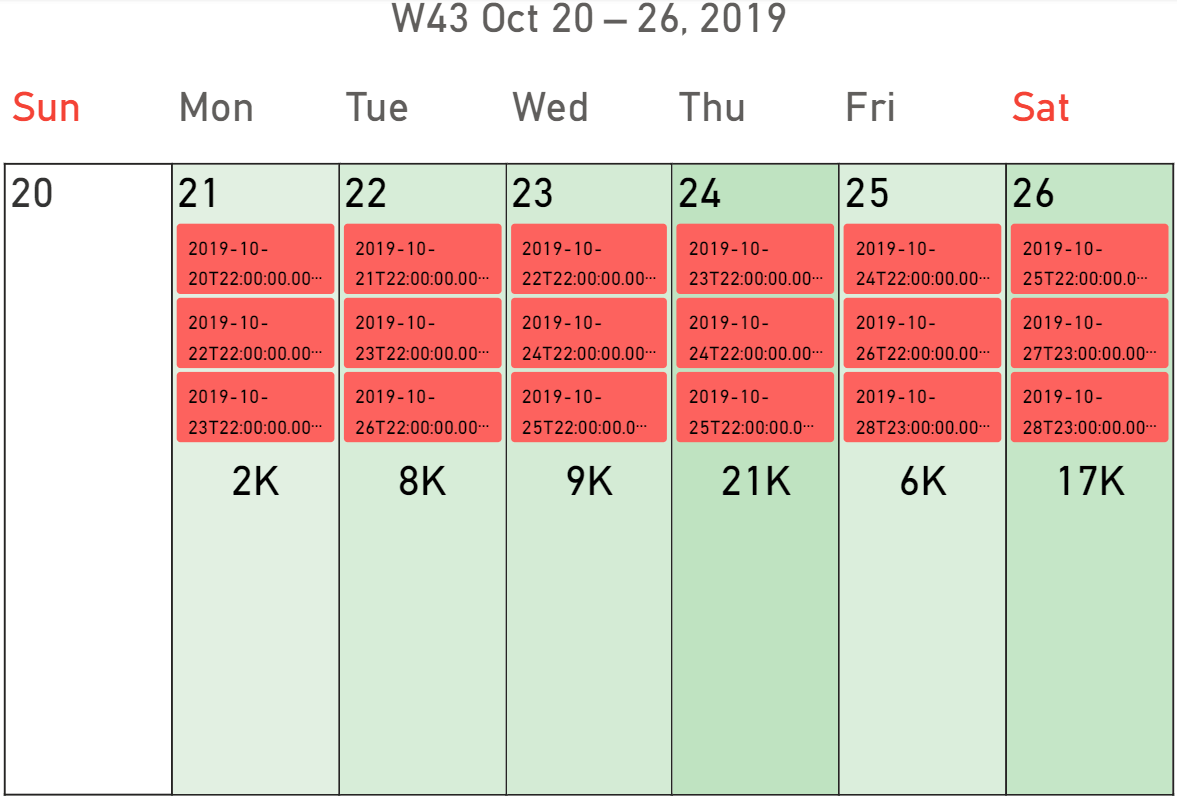 W43 Oct 20 – 26, 2019
Sun Mon Tue Wed Thu Fri Sat
20 21 22 23 24 25 26
2019-10- 2019-10- 2019-10- 2019-10- 2019-10- 2019-10-
20T22:00:00.00... 21T22:00:00.00... 22T22:00:00.00... 23T22:00:00.00... 24T22:00:00.00... 25T22:00:00.0...
2019-10- 2019-10- 2019-10- 2019-10- 2019-10- 2019-10-
22T22:00:00.00... 23T22:00:00.00... 24T22:00:00.00... 24T22:00:00.00... 26T22:00:00.00... 27T23:00:00.00...
2019-10- 2019-10- 2019-10- 2019-10- 2019-10- 2019-10-
23T22:00:00.00... 26T22:00:00.00... 25T22:00:00.0... 25T22:00:00.0... 28T23:00:00.00... 28T23:00:00.00...
2K 8K 9K 21K 6K 17K